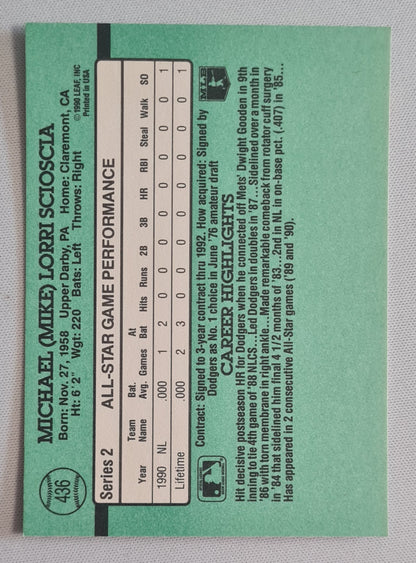 436
MICHAEL (MIKE) LORRI SCIOSCIA
Born: Nov. 27, 1958 Upper Darby, PA Home: Claremont, CA
Ht: 6'2" Wgt: 220 Bats: Left Throws: Right
© 1990 LEAF, INC
Printed in USA
Series 2 ALL-STAR GAME PERFORMANCE
Team Bat. At
Year Name Avg. Games Bat Hits Runs 2B 3B HR RBI Steal Walk SO
1990 NL .000 1 2 0 0 0 0 0 0 0 0 1
Lifetime .000 2 3 0 0 0 0 0 0 0 0 1
Contract: Signed to 3-year contract thru 1992. How acquired: Signed by
Dodgers as No. 1 choice in June '76 amateur draft
MLB
CAREER HIGHLIGHTS
Hit decisive postseason HR for Dodgers when he connected off Mets' Dwight Gooden in 9th
inning to tie 4th game of '88 NLCS...Led Dodgers in doubles in '87...Sidelined over a month in
'86 with torn membrane in right ankle...Made remarkable comeback from rotator cuff surgery
in '84 that sidelined him final 4 1/2 months of '83...2nd in NL in on-base pct. (.407) in '85...
Has appeared in 2 consecutive All-Star games ('89 and '90).